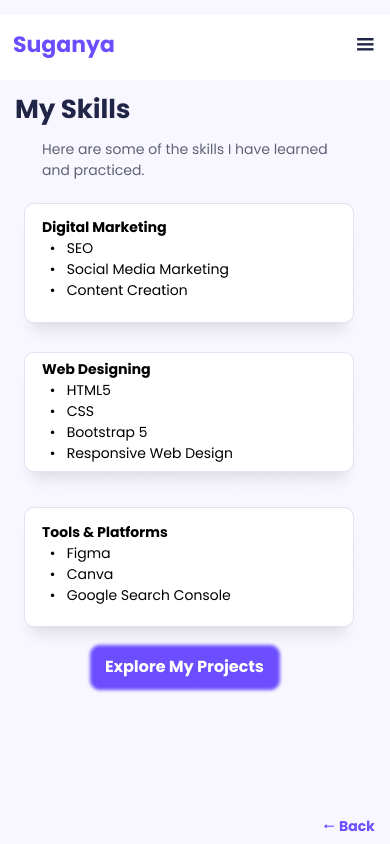 Suganya
My Skills
Here are some of the skills I have learned
and practiced.
Digital Marketing
• SEO
• Social Media Marketing
• Content Creation
Web Designing
• HTML5
• CSS
• Bootstrap 5
• Responsive Web Design
Tools & Platforms
• Figma
• Canva
• Google Search Console
Explore My Projects
← Back